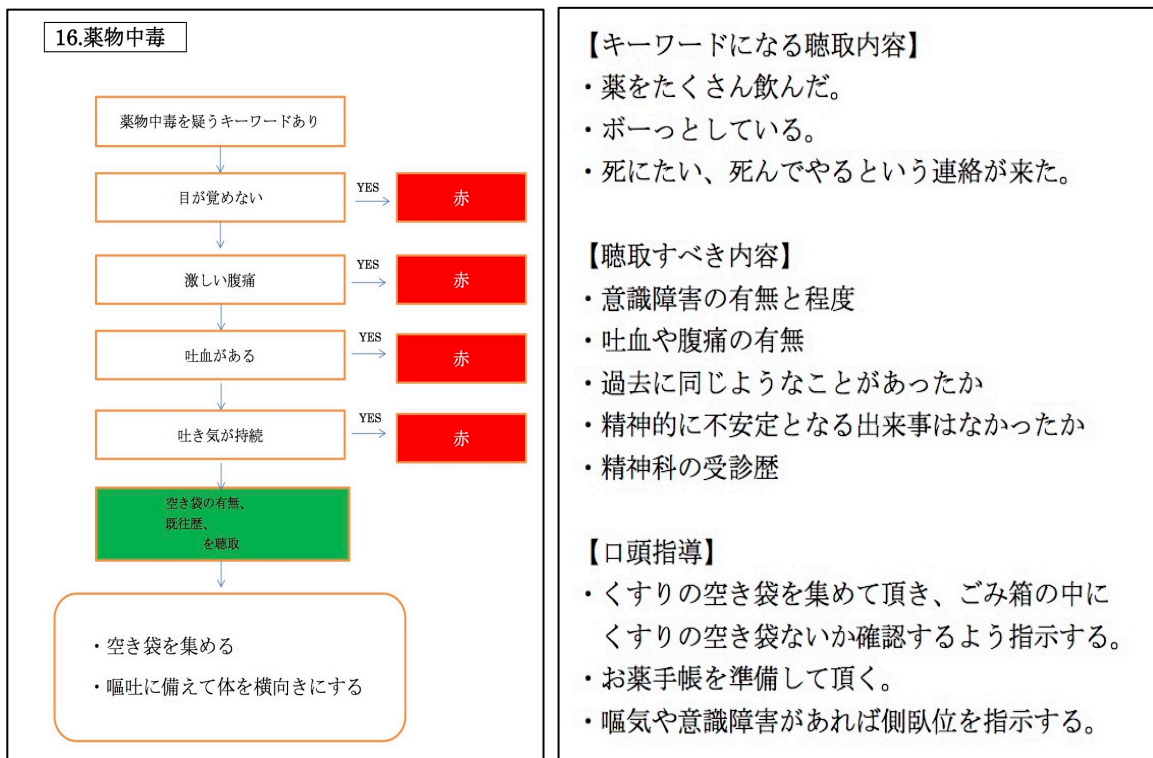 16.薬物中毒
薬物中毒を疑うキーワードあり
目が覚めない
YES
赤
激しい腹痛
YES
赤
吐血がある
YES
赤
吐き気が持続
YES
赤
空き袋の有無、
既往歴、
を聴取
・空き袋を集める
・嘔吐に備えて体を横向きにする
【キーワードになる聴取内容】
・薬をたくさん飲んだ。
・ボーっとしている。
・死にたい、死んでやるという連絡が来た。
【聴取すべき内容】
・意識障害の有無と程度
・吐血や腹痛の有無
・過去に同じようなことがあったか
・精神的に不安定となる出来事はなかったか
・精神科の受診歴
【口頭指導】
・くすりの空き袋を集めて頂き、ごみ箱の中に
くすりの空き袋ないか確認するよう指示する。
・お薬手帳を準備して頂く。
・嘔気や意識障害があれば側臥位を指示する。